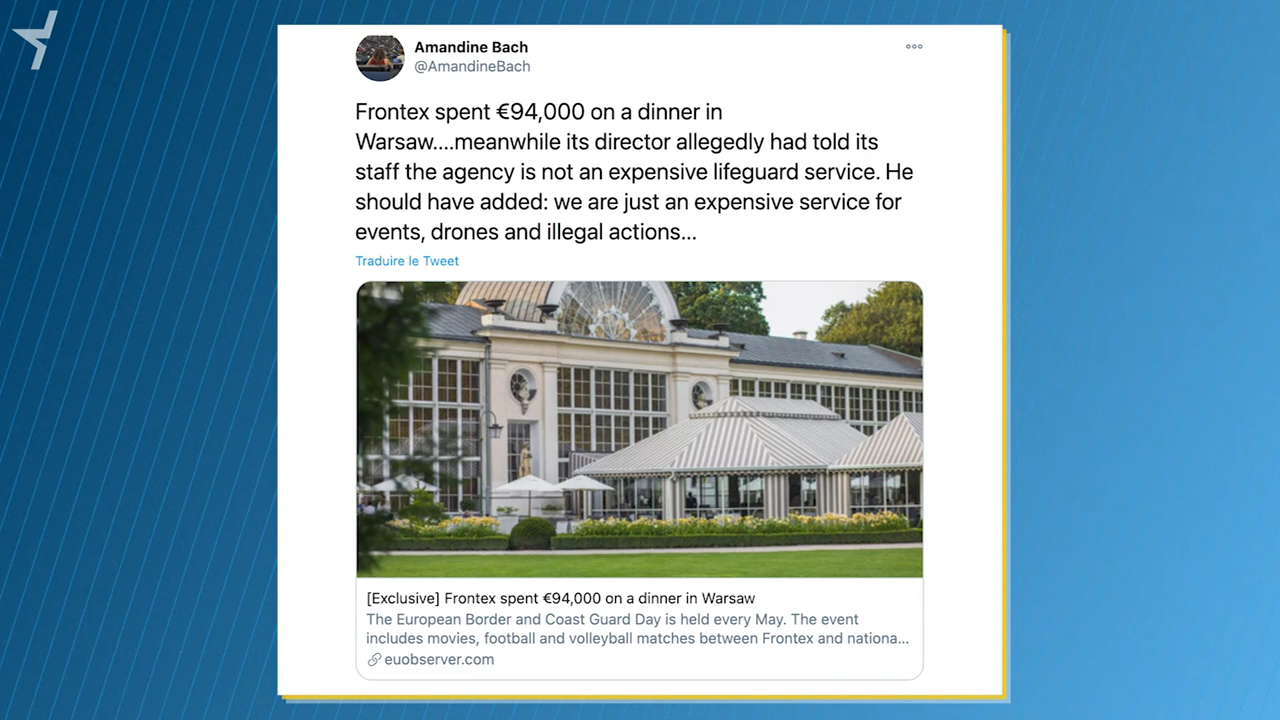 Amandine Bach
@AmandineBach
Frontex spent €94,000 on a dinner in
Warsaw....meanwhile its director allegedly had told its
staff the agency is not an expensive lifeguard service. He
should have added: we are just an expensive service for
events, drones and illegal actions...
Traduire le Tweet
[Exclusive] Frontex spent €94,000 on a dinner in Warsaw
The European Border and Coast Guard Day is held every May. The event
includes movies, football and volleyball matches between Frontex and nationa...
euobserver.com